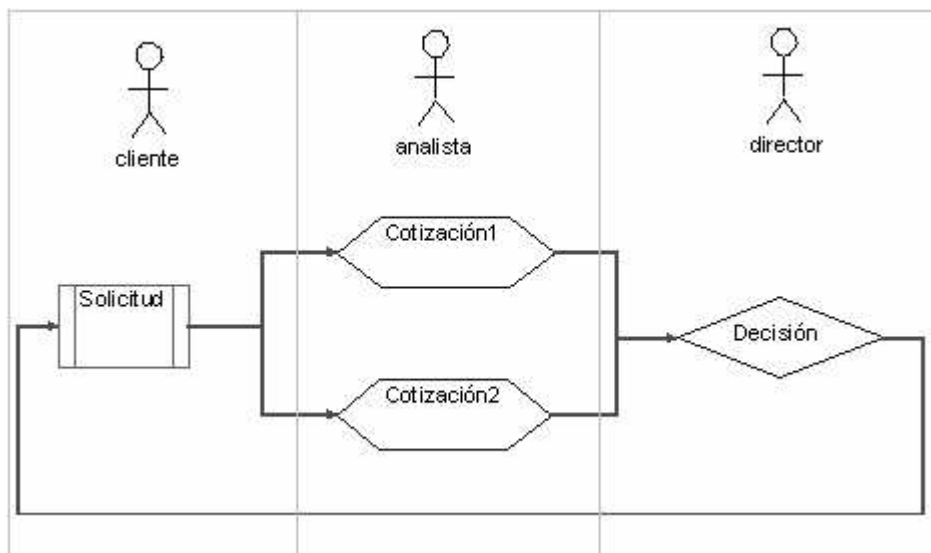 cliente
analista
director
Cotización1
Solicitud
Decisión
Cotización2